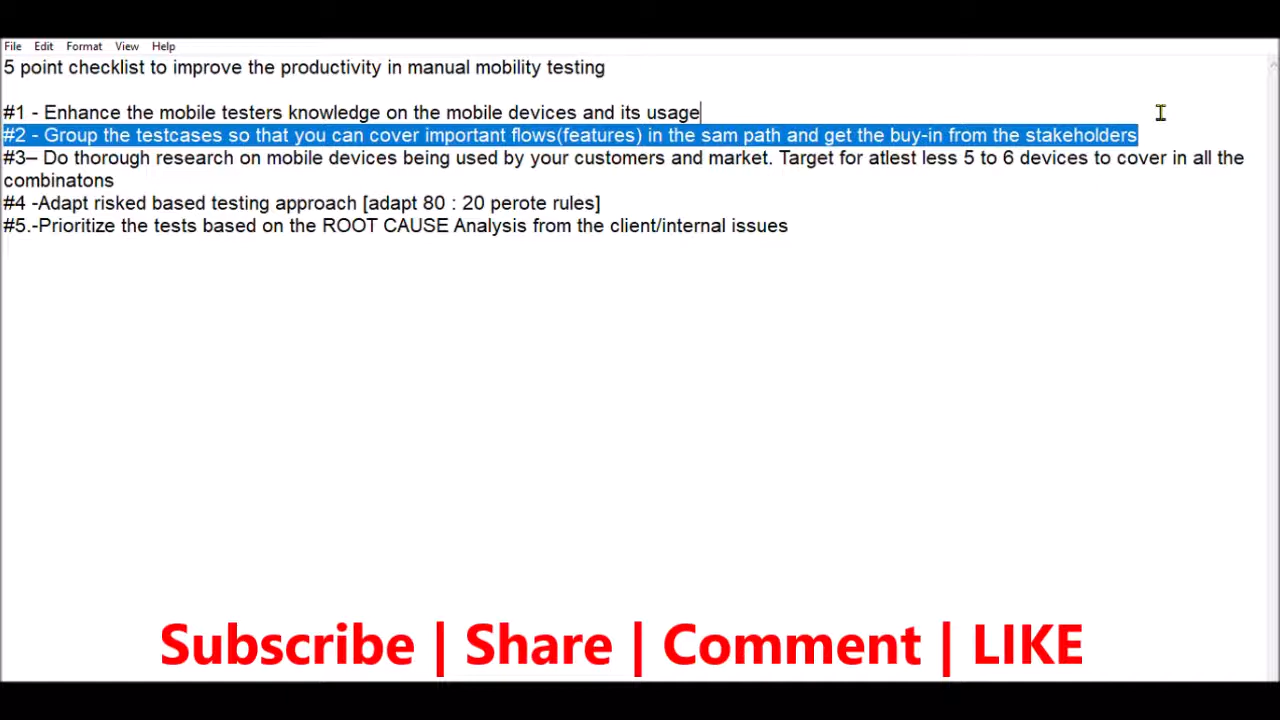 File Edit Format View Help
5 point checklist to improve the productivity in manual mobility testing
#1 - Enhance the mobile testers knowledge on the mobile devices and its usage
#2 - Group the testcases so that you can cover important flows(features) in the sam path and get the buy-in from the stakeholders
#3– Do thorough research on mobile devices being used by your customers and market. Target for atlest less 5 to 6 devices to cover in all the
combinatons
#4 -Adapt risked based testing approach [adapt 80 : 20 perote rules]
#5.-Prioritize the tests based on the ROOT CAUSE Analysis from the client/internal issues
Subscribe | Share | Comment | LIKE